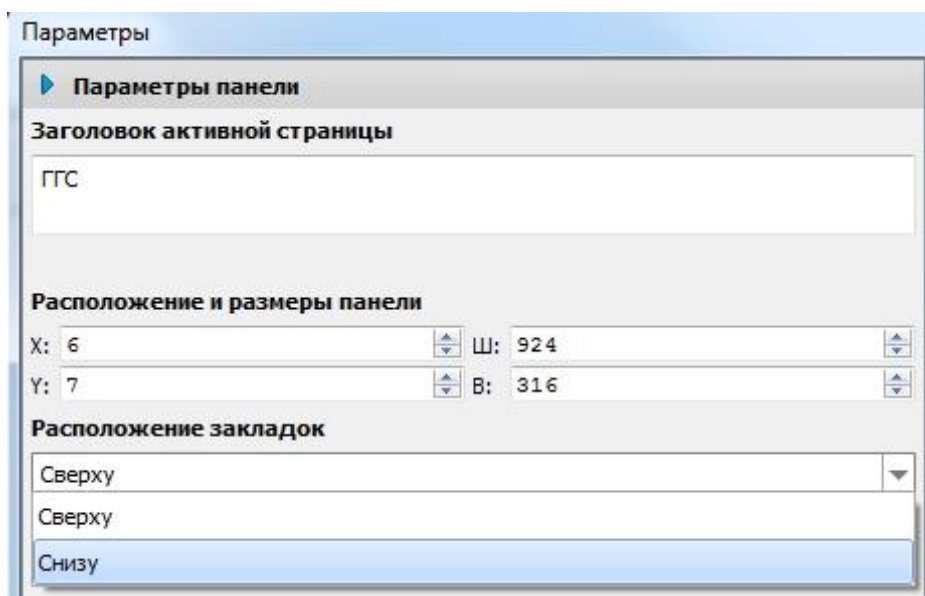 Параметры
Параметры панели
Заголовок активной страницы
ГГС
Расположение и размеры панели
X: 6 Ш: 924
Y: 7 В: 316
Расположение закладок
Сверху
Сверху
Снизу